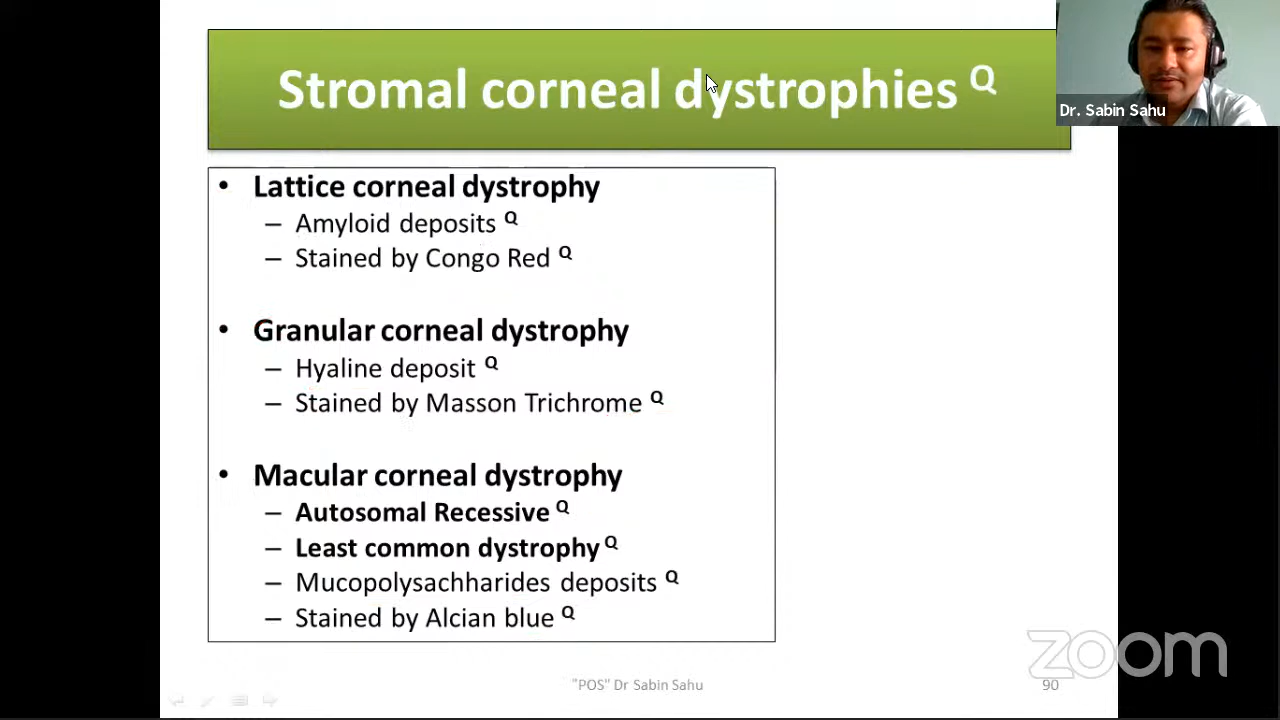 Stromal corneal dystrophies Q
Dr. Sabin Sahu
• Lattice corneal dystrophy
– Amyloid deposits Q
– Stained by Congo Red Q
• Granular corneal dystrophy
– Hyaline deposit Q
– Stained by Masson Trichrome Q
• Macular corneal dystrophy
– Autosomal Recessive Q
– Least common dystrophy Q
– Mucopolysachharides deposits Q
– Stained by Alcian blue Q
zoom
"POS" Dr Sabin Sahu
90